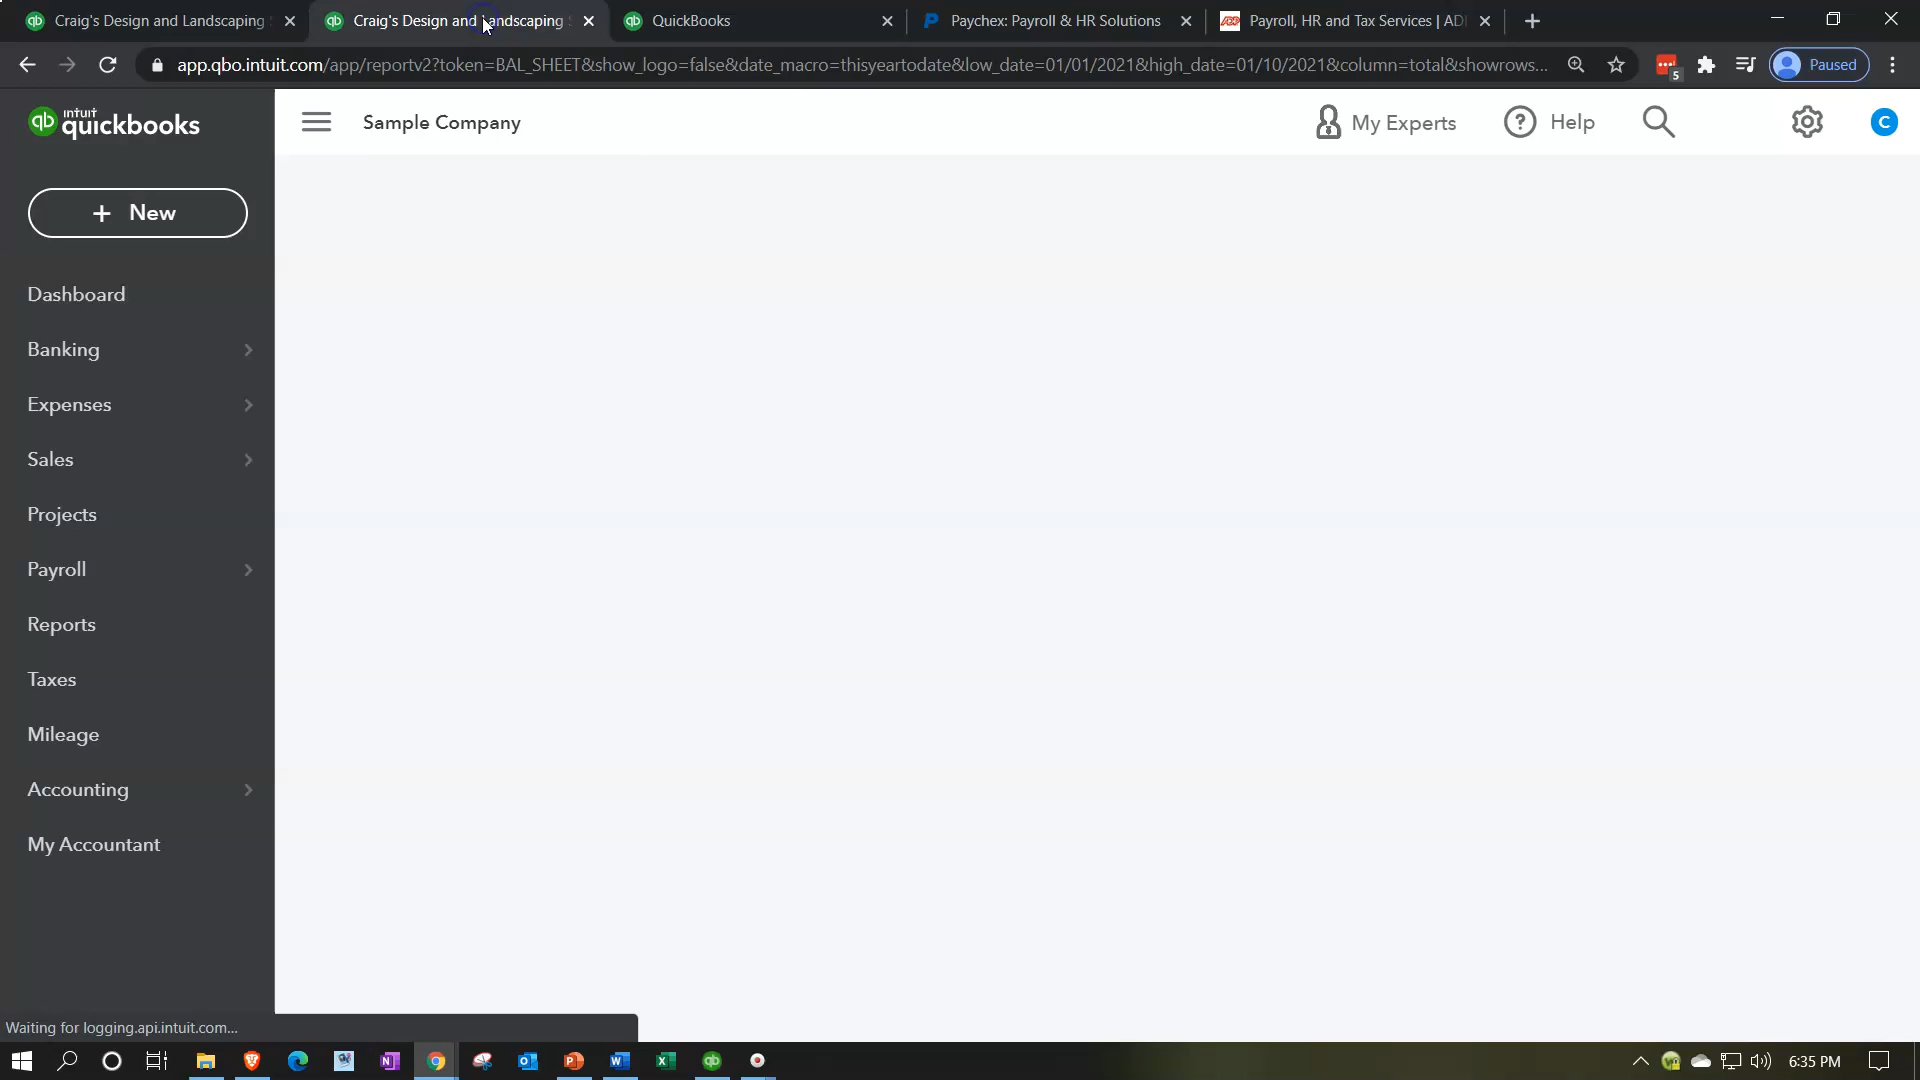 Craig's Design and Landscaping
Craig's Design and Landscaping
QuickBooks
Paychex: Payroll & HR Solutions
Payroll, HR and Tax Services | AD
app.qbo.intuit.com/app/reportv2?token=BAL_SHEET&show_logo=false&date_macro=thisyeartodate&low_date=01/01/2021&high_date=01/10/2021&column=total&showrows...
5
Paused
qb intuit quickbooks
Sample Company
My Experts
? Help
C
+ New
Dashboard
Banking
Expenses
Sales
Projects
Payroll
Reports
Taxes
Mileage
Accounting
My Accountant
Waiting for logging.api.intuit.com...
6:35 PM